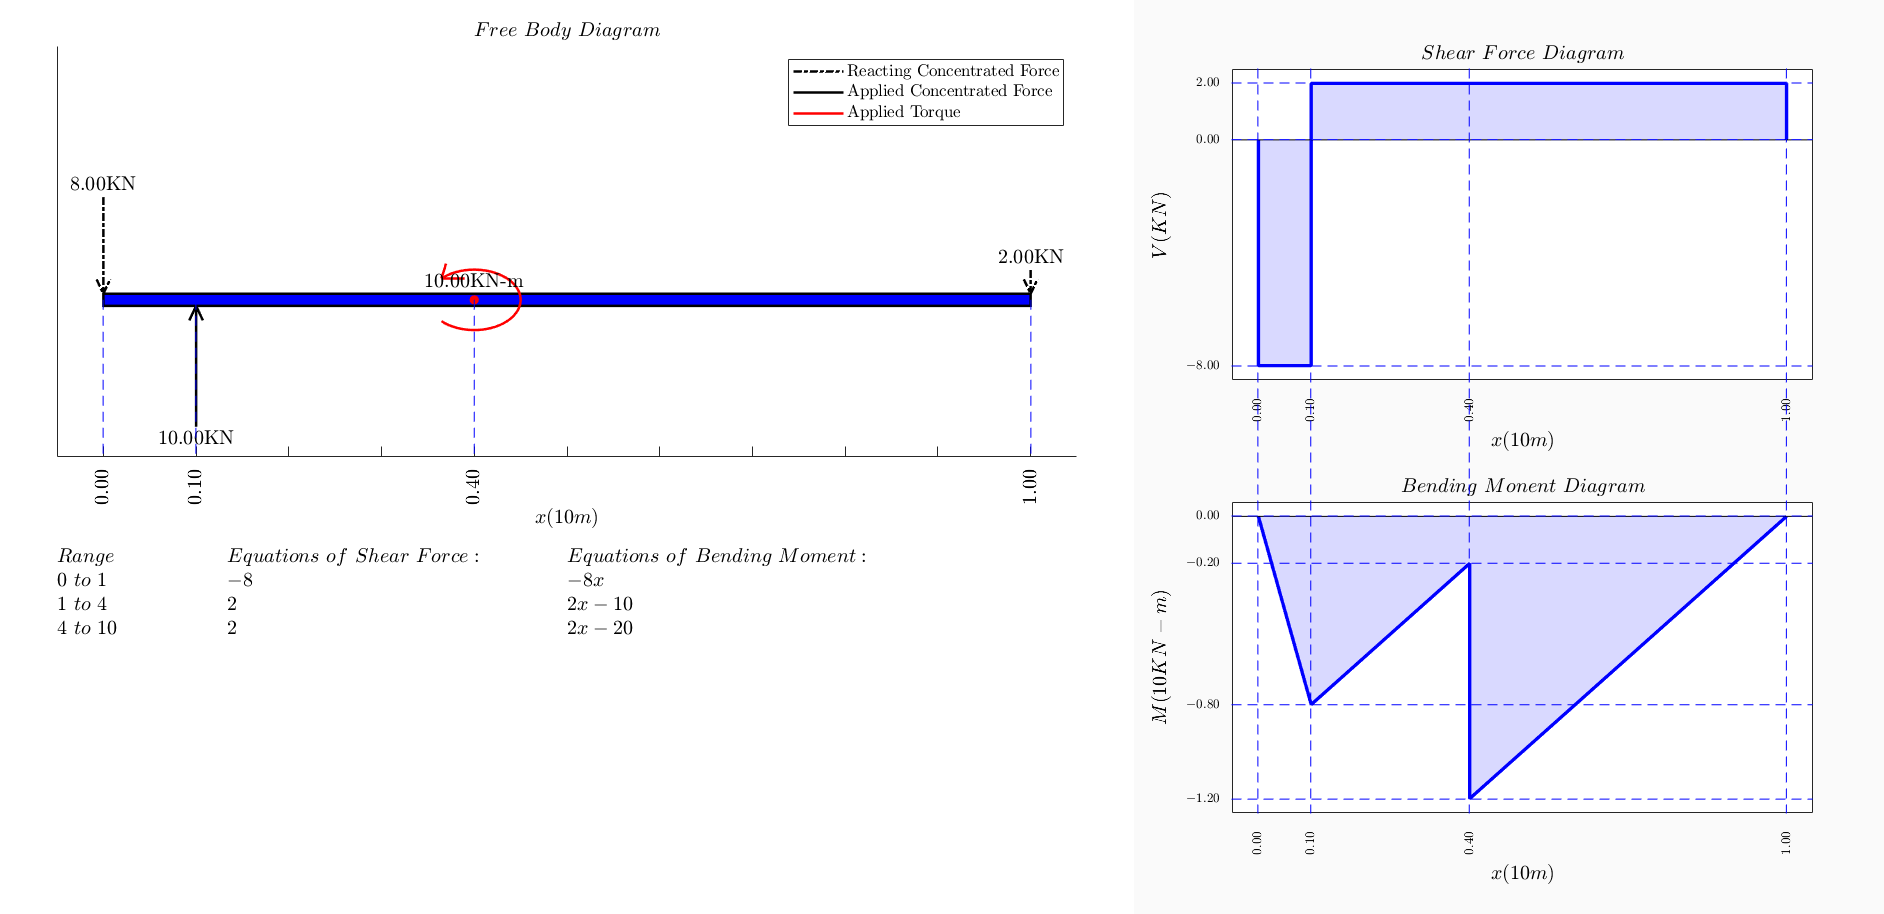 Free Body Diagram
Reacting Concentrated Force
Applied Concentrated Force
Applied Torque
8.00KN
2.00KN
10.00KN-m
10.00KN
0.00
0.10
0.40
1.00
x(10m)
Range Equations of Shear Force : Equations of Bending Moment :
0 to 1 −8 −8x
1 to 4 2 2x − 10
4 to 10 2 2x − 20
Shear Force Diagram
2.00
0.00
−8.00
V(KN)
0.00
0.10
0.40
1.00
x(10m)
Bending Monent Diagram
0.00
−0.20
−0.80
−1.20
M(10KN − m)
0.00
0.10
0.40
1.00
x(10m)